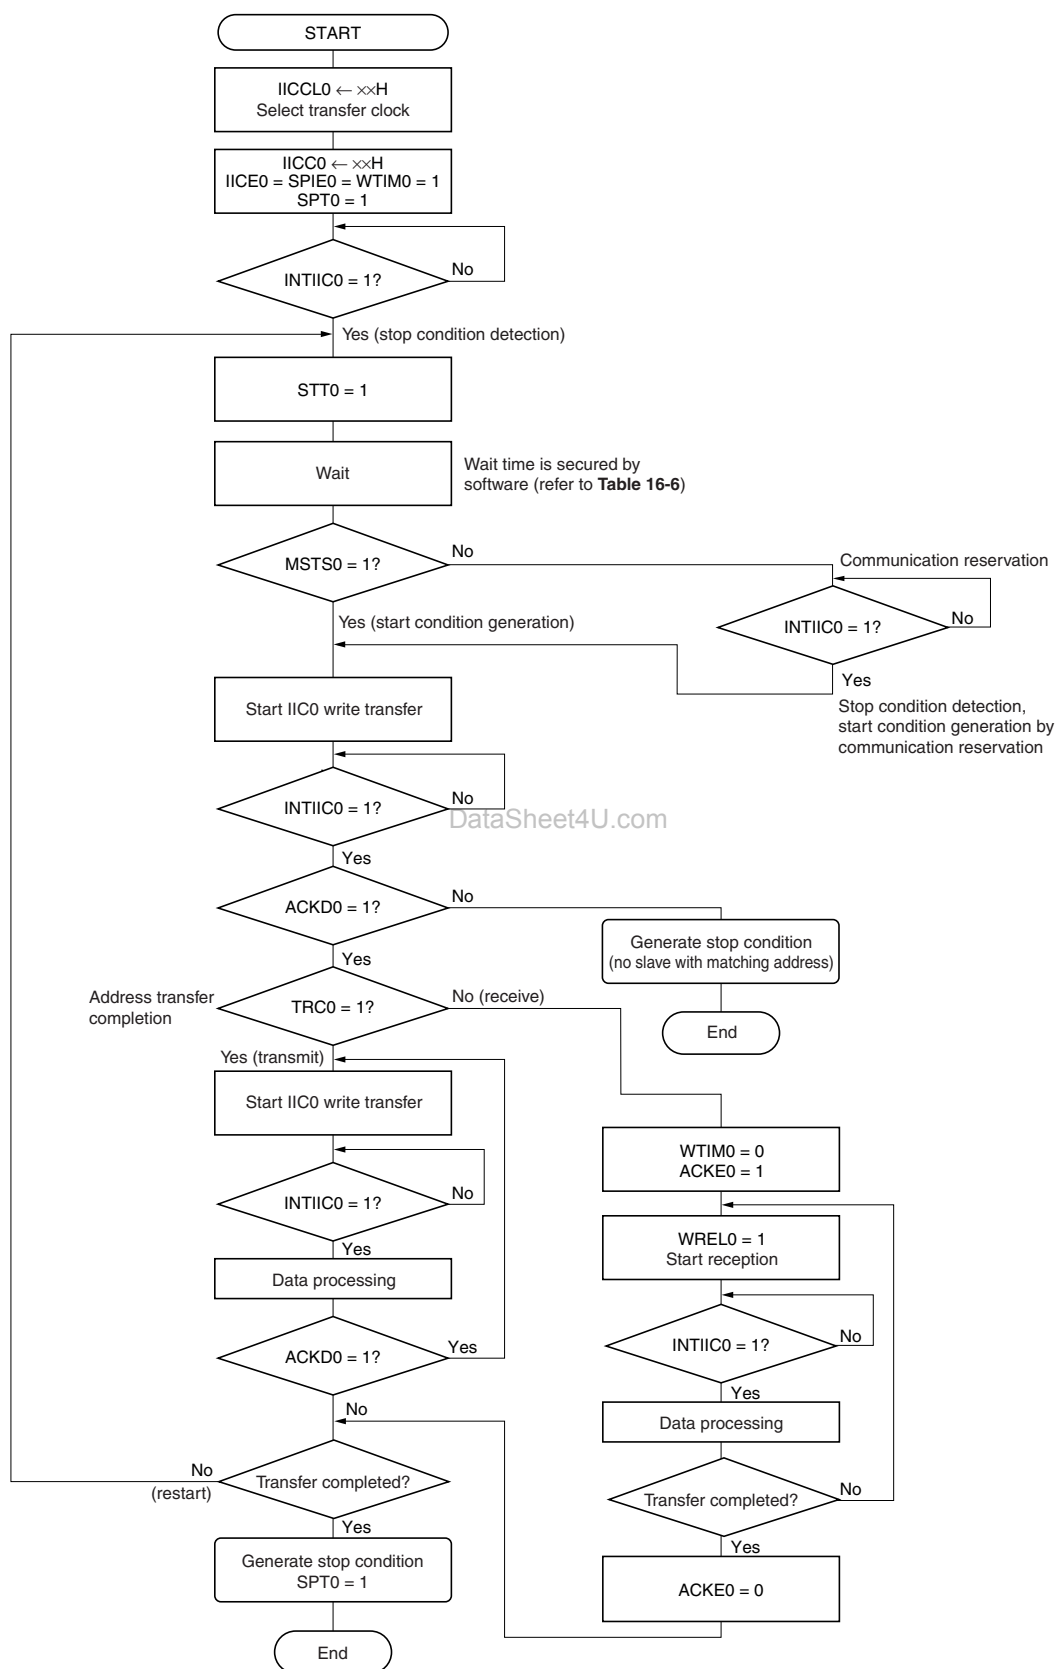 START
IICCL0 ← ××H
Select transfer clock
IICC0 ← ××H
IICE0 = SPIE0 = WTIM0 = 1
SPT0 = 1
INTIIC0 = 1?
No
Yes (stop condition detection)
STT0 = 1
Wait
Wait time is secured by
software (refer to Table 16-6)
MSTS0 = 1?
No
Communication reservation
INTIIC0 = 1?
No
Yes
Stop condition detection,
start condition generation by
communication reservation
Yes (start condition generation)
Start IIC0 write transfer
INTIIC0 = 1?
No
DataSheet4U.com
Yes
ACKD0 = 1?
No
Generate stop condition
(no slave with matching address)
End
Yes
Address transfer
completion
TRC0 = 1?
No (receive)
Yes (transmit)
Start IIC0 write transfer
INTIIC0 = 1?
No
Yes
Data processing
ACKD0 = 1?
Yes
No
Transfer completed?
No
(restart)
Yes
Generate stop condition
SPT0 = 1
End
WTIM0 = 0
ACKE0 = 1
WREL0 = 1
Start reception
INTIIC0 = 1?
No
Yes
Data processing
Transfer completed?
No
Yes
ACKE0 = 0